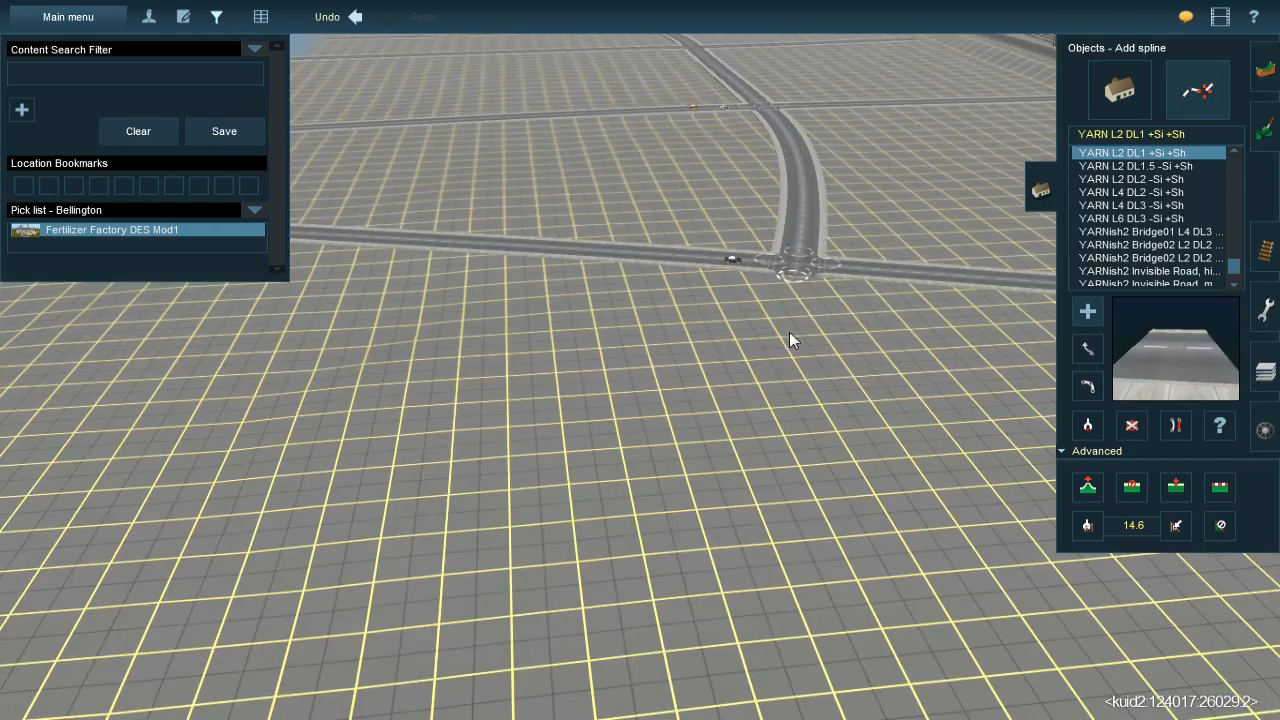 Main menu
Undo
Redo
?
Content Search Filter
Clear
Save
Location Bookmarks
Pick list - Bellington
Fertilizer Factory DES Mod1
Objects - Add spline
YARN L2 DL1 +Si +Sh
YARN L2 DL1 +Si +Sh
YARN L2 DL1.5 -Si +Sh
YARN L2 DL2 -Si +Sh
YARN L4 DL2 -Si +Sh
YARN L4 DL3 -Si +Sh
YARN L6 DL3 -Si +Sh
YARNish2 Bridge01 L4 DL3 ...
YARNish2 Bridge02 L2 DL2 ...
YARNish2 Bridge02 L2 DL2 ...
YARNish2 Invisible Road, hi...
YARNish2 Invisible Road, m...
?
Advanced
14.6
<kuid2:124017:26029:2>